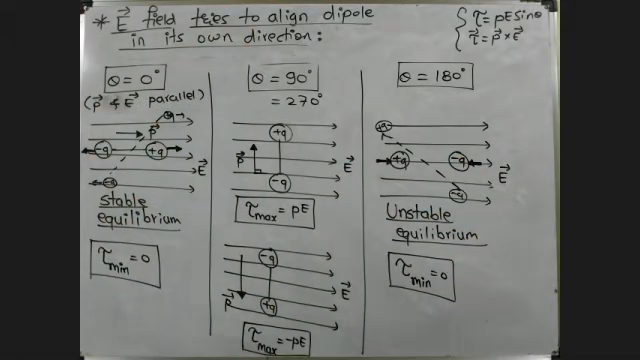 * E⃗ field tries to align dipole
in its own direction:
τ = pE sinθ
τ⃗ = p⃗ × E⃗
θ = 0°
(p⃗ & E⃗ parallel)
+q
p⃗
-q +q
E⃗
-q
stable
equilibrium
τmin = 0
θ = 90°
= 270°
+q
p⃗
E⃗
-q
τmax = pE
-q
E⃗
p⃗
+q
τmax = -pE
θ = 180°
+q
+q -q
E⃗
-q
Unstable
equilibrium
τmin = 0